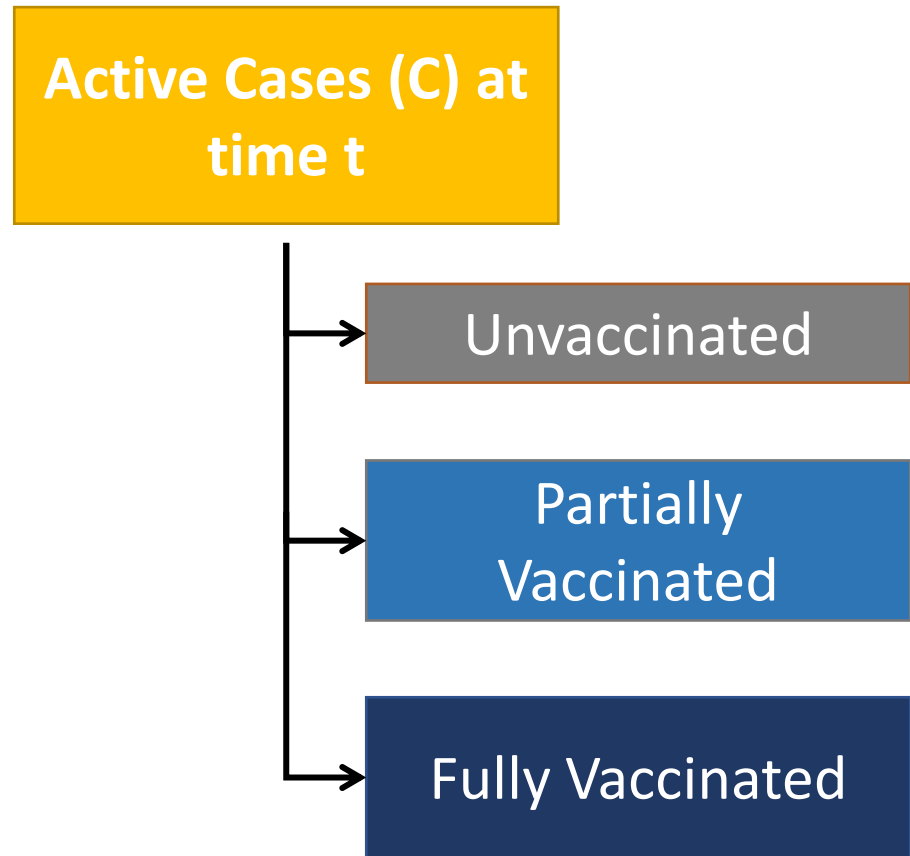 Active Cases (C) at
time t
Unvaccinated
Partially
Vaccinated
Fully Vaccinated